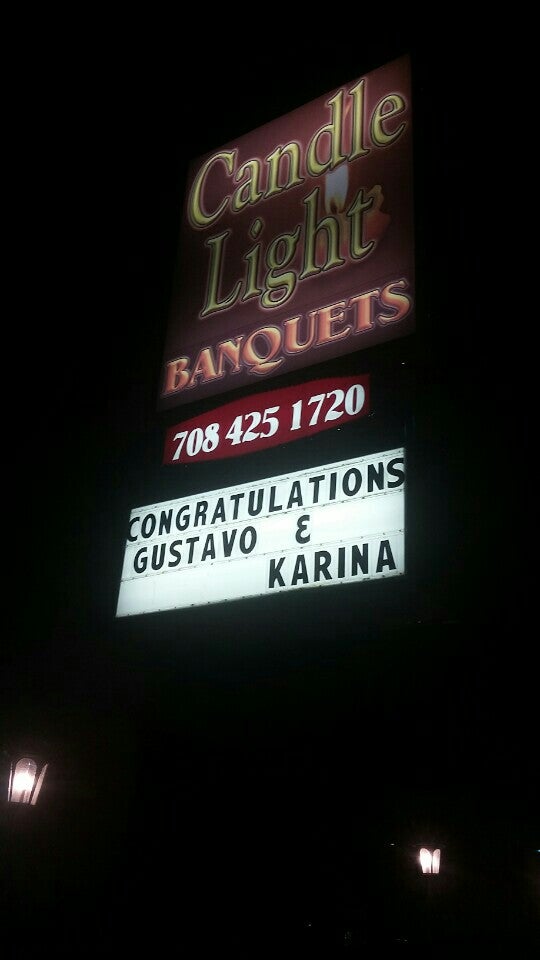 Candle
Light
BANQUETS
708 425 1720
CONGRATULATIONS
GUSTAVO &
KARINA